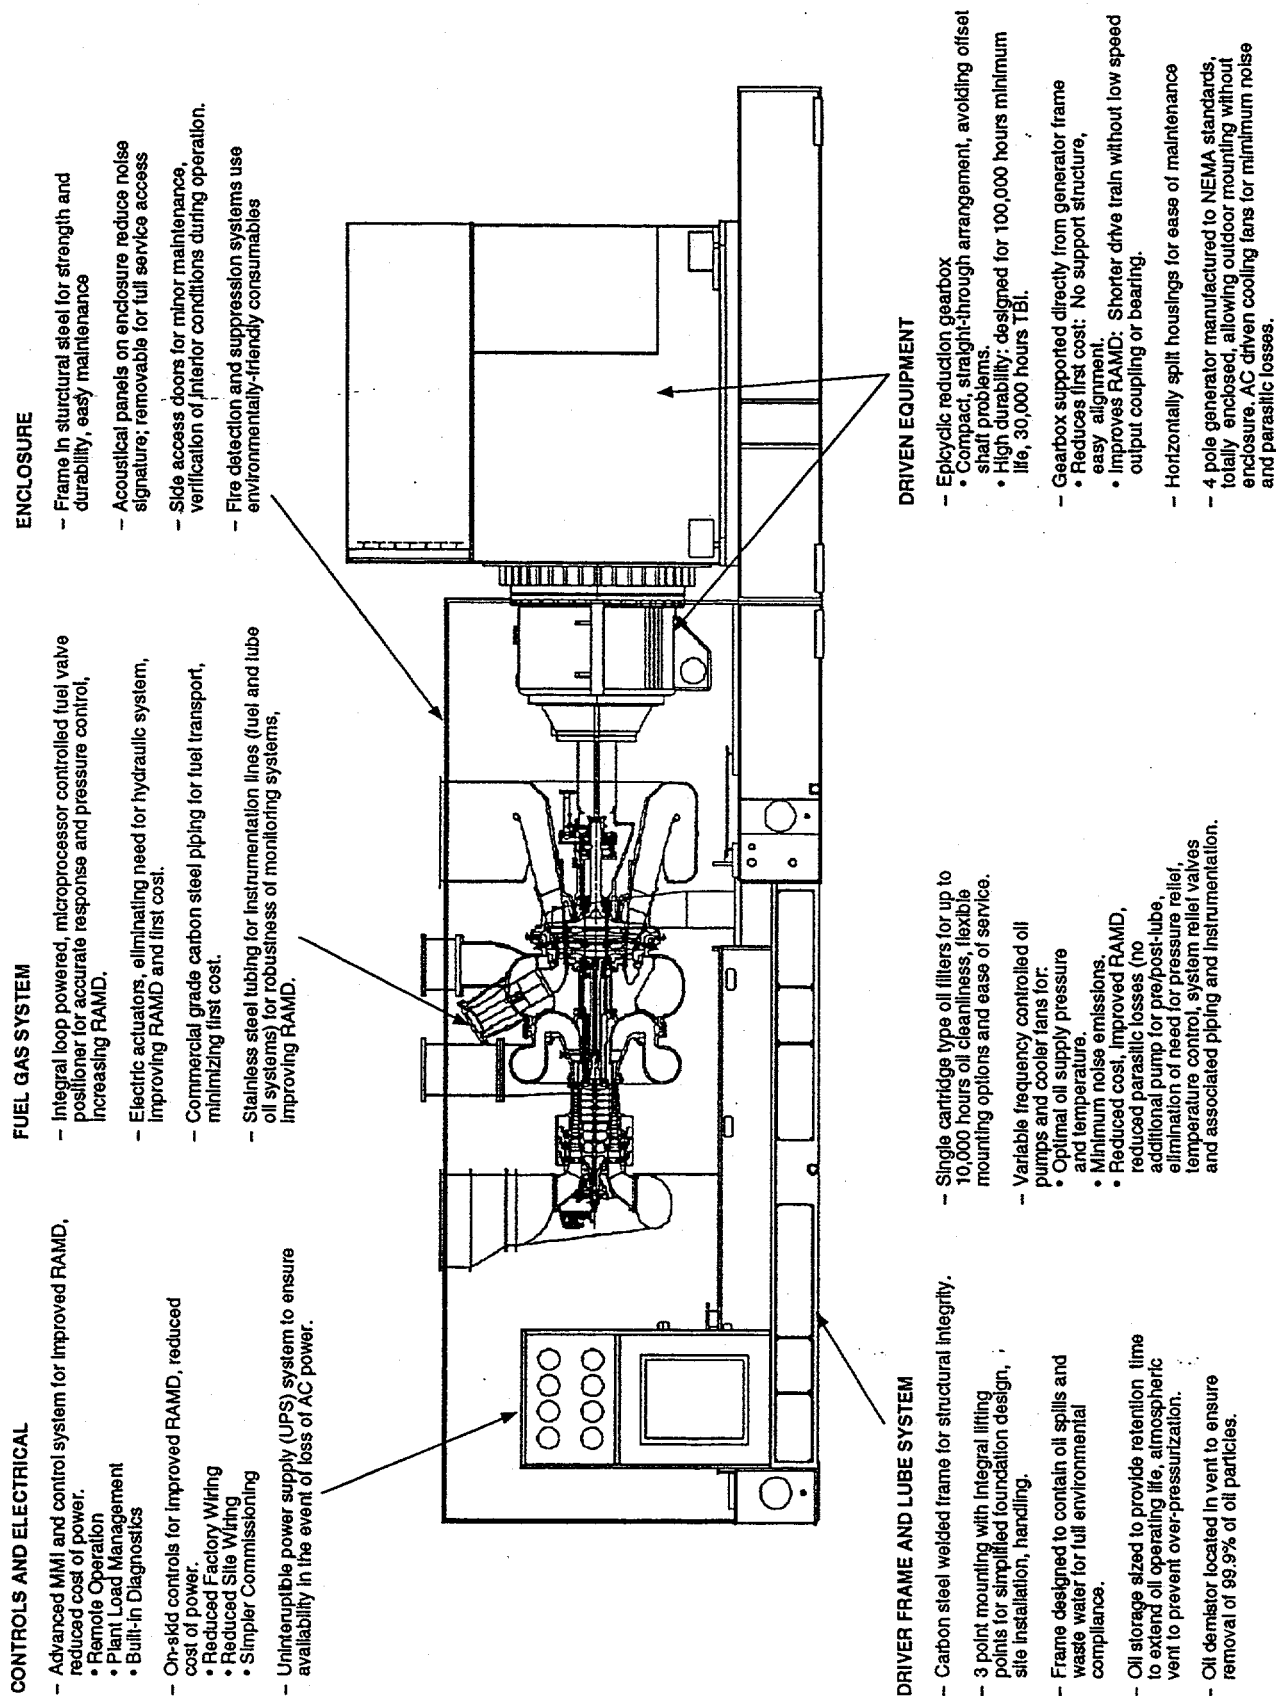 CONTROLS AND ELECTRICAL
– Advanced MMI and control system for improved RAMD,
reduced cost of power.
• Remote Operation
• Plant Load Management
• Built-in Diagnostics
– On-skid controls for improved RAMD, reduced
cost of power.
• Reduced Factory Wiring
• Reduced Site Wiring
• Simpler Commissioning
– Uninteruptible power supply (UPS) system to ensure
availability in the event of loss of AC power.
FUEL GAS SYSTEM
– Integral loop powered, microprocessor controlled fuel valve
positioner for accurate response and pressure control,
increasing RAMD.
– Electric actuators, eliminating need for hydraulic system,
improving RAMD and first cost.
– Commercial grade carbon steel piping for fuel transport,
minimizing first cost.
– Stainless steel tubing for instrumentation lines (fuel and lube
oil systems) for robustness of monitoring systems,
improving RAMD.
ENCLOSURE
– Frame in sturctural steel for strength and
durability, easy maintenance
– Acoustical panels on enclosure reduce noise
signature; removable for full service access
– Side access doors for minor maintenance,
verification of interior conditions during operation.
– Fire detection and suppression systems use
environmentally-friendly consumables
DRIVER FRAME AND LUBE SYSTEM
– Carbon steel welded frame for structural integrity.
– 3 point mounting with integral lifting
points for simplified foundation design,
site installation, handling.
– Frame designed to contain oil spills and
waste water for full environmental
compliance.
– Oil storage sized to provide retention time
to extend oil operating life, atmospheric
vent to prevent over-pressurization.
– Oil demistor located in vent to ensure
removal of 99.9% of oil particles.
– Single cartridge type oil filters for up to
10,000 hours oil cleanliness, flexible
mounting options and ease of service.
– Variable frequency controlled oil
pumps and cooler fans for:
• Optimal oil supply pressure
and temperature.
• Minimum noise emissions.
• Reduced cost, improved RAMD,
reduced parasitic losses (no
additional pump for pre/post-lube,
elimination of need for pressure relief,
temperature control, system relief valves
and associated piping and instrumentation.
DRIVEN EQUIPMENT
– Epicyclic reduction gearbox
• Compact, straight-through arrangement, avoiding offset
shaft problems.
• High durability: designed for 100,000 hours minimum
life, 30,000 hours TBI.
– Gearbox supported directly from generator frame
• Reduces first cost: No support structure,
easy alignment.
• Improves RAMD: Shorter drive train without low speed
output coupling or bearing.
– Horizontally split housings for ease of maintenance
– 4 pole generator manufactured to NEMA standards,
totally enclosed, allowing outdoor mounting without
enclosure. AC driven cooling fans for minimum noise
and parasitic losses.